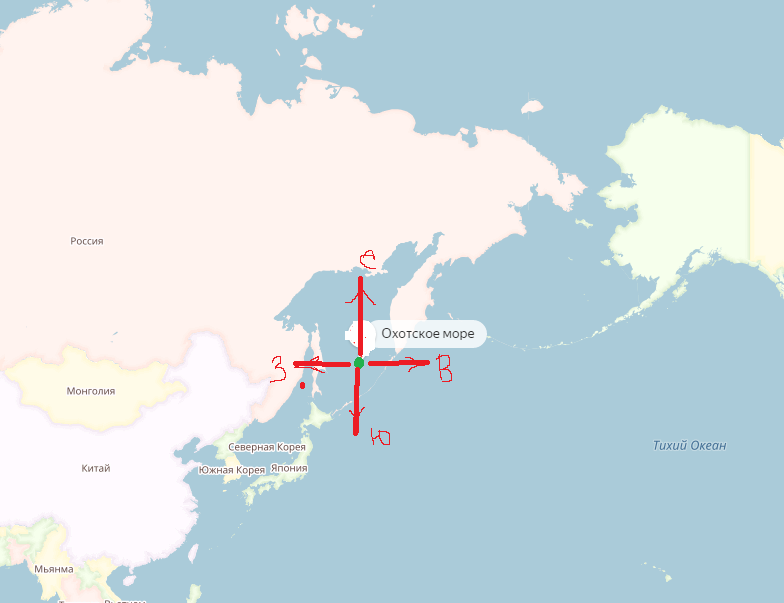 Россия
С
Охотское море
З
В
Монголия
Ю
Северная Корея
Тихий Океан
Китай
Южная Корея
Япония
Мьянма